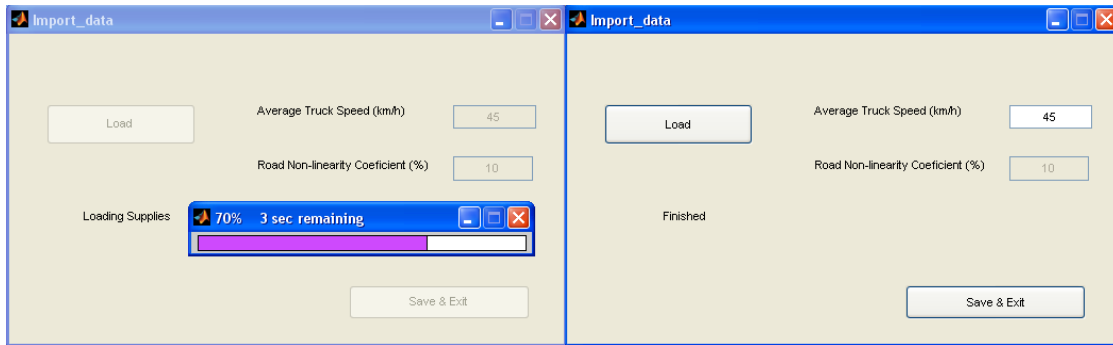 Import_data
Load
Average Truck Speed (km/h)
45
Road Non-linearity Coeficient (%)
10
Loading Supplies
70% 3 sec remaining
Save & Exit
Import_data
Load
Average Truck Speed (km/h)
45
Road Non-linearity Coeficient (%)
10
Finished
Save & Exit